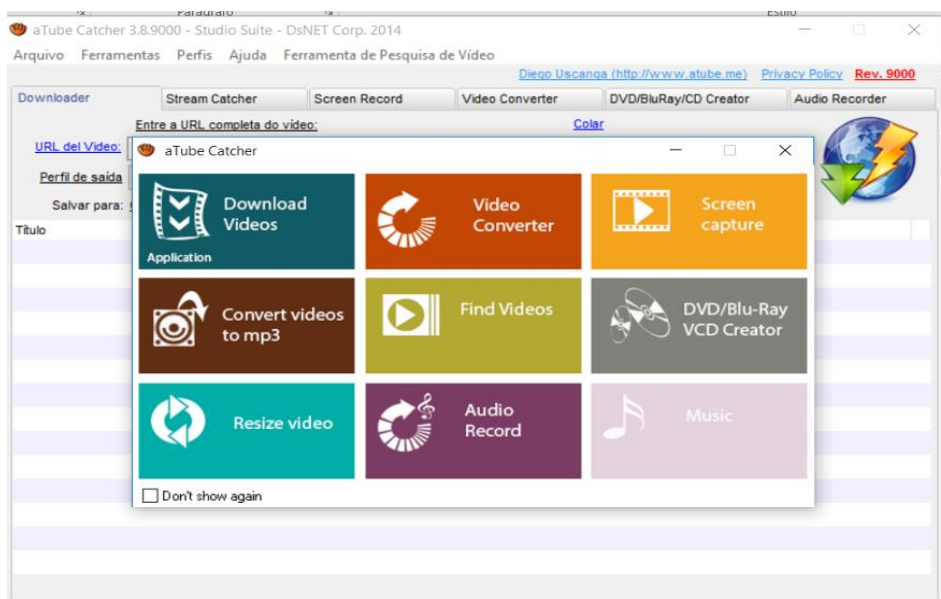 Parágrafo
Estilo
aTube Catcher 3.8.9000 - Studio Suite - DsNET Corp. 2014
Arquivo Ferramentas Perfis Ajuda Ferramenta de Pesquisa de Vídeo
Diego Uscanga (http://www.atube.me) Privacy Policy Rev. 9000
Downloader Stream Catcher Screen Record Video Converter DVD/BluRay/CD Creator Audio Recorder
Entre a URL completa do vídeo: Colar
URL del Video:
Perfil de saída
Salvar para:
Título
aTube Catcher
Download
Videos
Application
Video
Converter
Screen
capture
Convert videos
to mp3
Find Videos
DVD/Blu-Ray
VCD Creator
Resize video
Audio
Record
Music
Don't show again